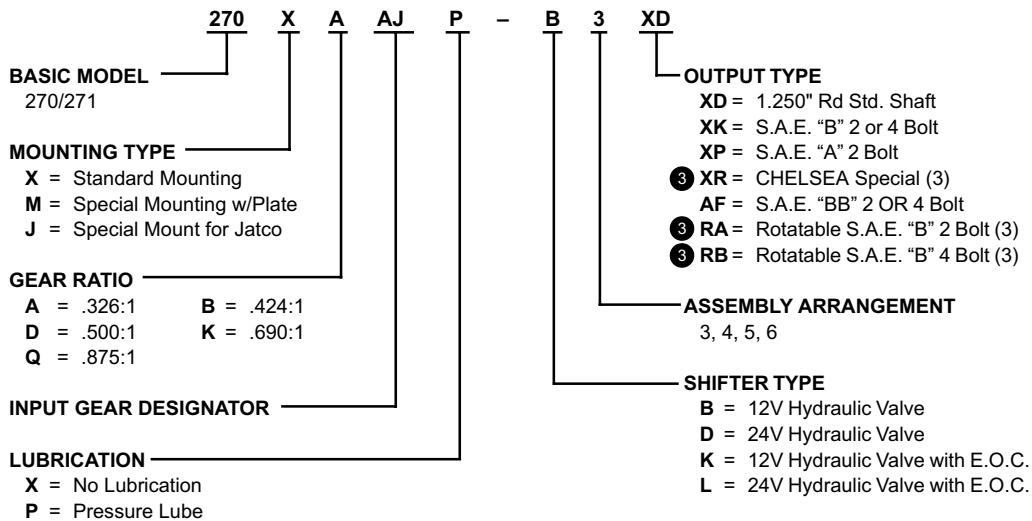 270 X A AJ P – B 3 XD
BASIC MODEL
270/271
MOUNTING TYPE
X = Standard Mounting
M = Special Mounting w/Plate
J = Special Mount for Jatco
GEAR RATIO
A = .326:1 B = .424:1
D = .500:1 K = .690:1
Q = .875:1
INPUT GEAR DESIGNATOR
LUBRICATION
X = No Lubrication
P = Pressure Lube
OUTPUT TYPE
XD = 1.250" Rd Std. Shaft
XK = S.A.E. “B” 2 or 4 Bolt
XP = S.A.E. “A” 2 Bolt
3 XR = CHELSEA Special (3)
AF = S.A.E. “BB” 2 OR 4 Bolt
3 RA = Rotatable S.A.E. “B” 2 Bolt (3)
3 RB = Rotatable S.A.E. “B” 4 Bolt (3)
ASSEMBLY ARRANGEMENT
3, 4, 5, 6
SHIFTER TYPE
B = 12V Hydraulic Valve
D = 24V Hydraulic Valve
K = 12V Hydraulic Valve with E.O.C.
L = 24V Hydraulic Valve with E.O.C.